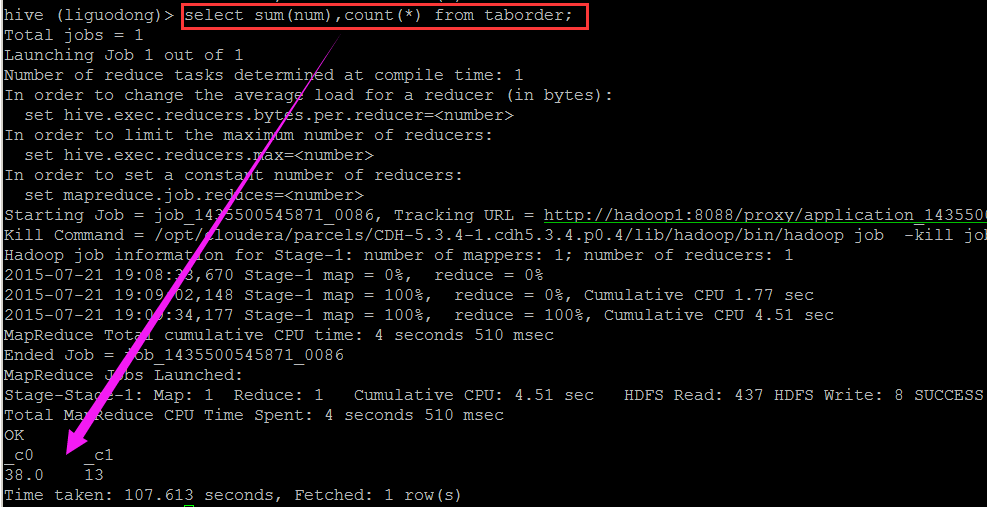 hive (liguodong)> select sum(num),count(*) from taborder;
Total jobs = 1
Launching Job 1 out of 1
Number of reduce tasks determined at compile time: 1
In order to change the average load for a reducer (in bytes):
  set hive.exec.reducers.bytes.per.reducer=<number>
In order to limit the maximum number of reducers:
  set hive.exec.reducers.max=<number>
In order to set a constant number of reducers:
  set mapreduce.job.reduces=<number>
Starting Job = job_1435500545871_0086, Tracking URL = http://hadoop1:8088/proxy/application_143550
Kill Command = /opt/cloudera/parcels/CDH-5.3.4-1.cdh5.3.4.p0.4/lib/hadoop/bin/hadoop job  -kill job
Hadoop job information for Stage-1: number of mappers: 1; number of reducers: 1
2015-07-21 19:08:33,670 Stage-1 map = 0%,  reduce = 0%
2015-07-21 19:09:02,148 Stage-1 map = 100%,  reduce = 0%, Cumulative CPU 1.77 sec
2015-07-21 19:09:34,177 Stage-1 map = 100%,  reduce = 100%, Cumulative CPU 4.51 sec
MapReduce Total cumulative CPU time: 4 seconds 510 msec
Ended Job = job_1435500545871_0086
MapReduce Jobs Launched:
Stage-Stage-1: Map: 1  Reduce: 1   Cumulative CPU: 4.51 sec   HDFS Read: 437 HDFS Write: 8 SUCCESS
Total MapReduce CPU Time Spent: 4 seconds 510 msec
OK
_c0     _c1
38.0    13
Time taken: 107.613 seconds, Fetched: 1 row(s)